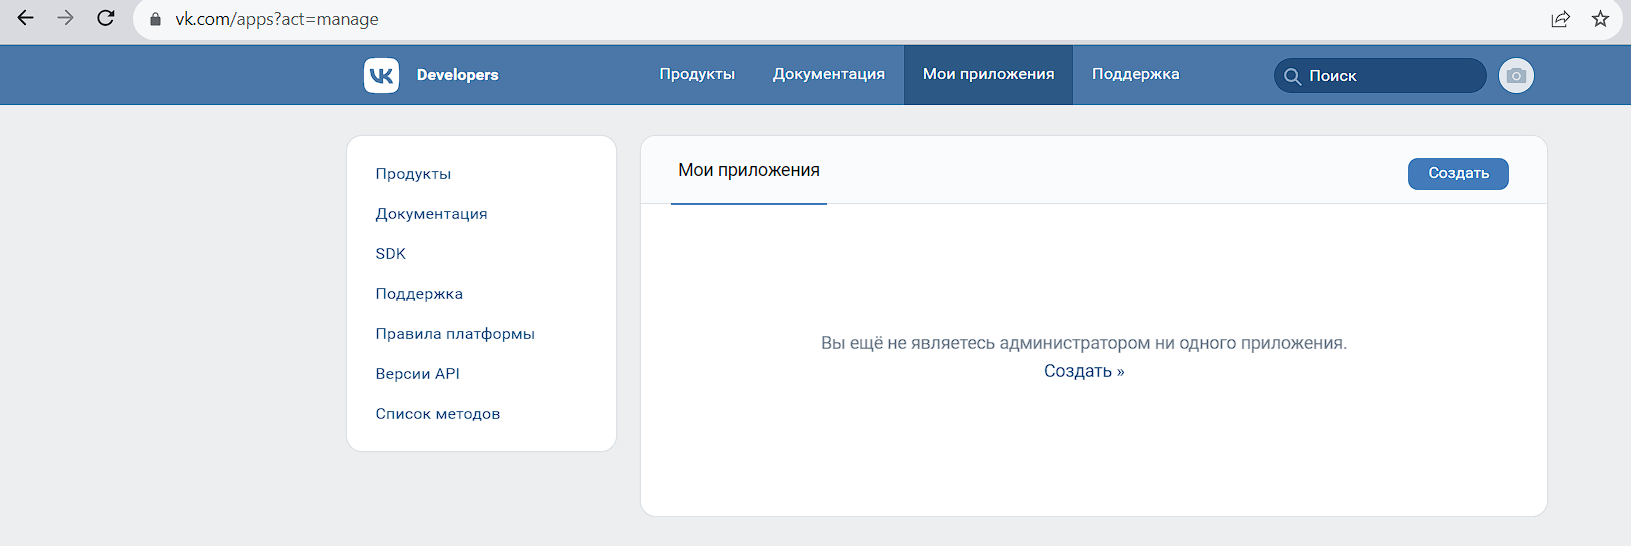 vk.com/apps?act=manage
VK Developers Продукты Документация Мои приложения Поддержка Поиск
Продукты
Документация
SDK
Поддержка
Правила платформы
Версии API
Список методов
Мои приложения Создать
Вы ещё не являетесь администратором ни одного приложения.
Создать »